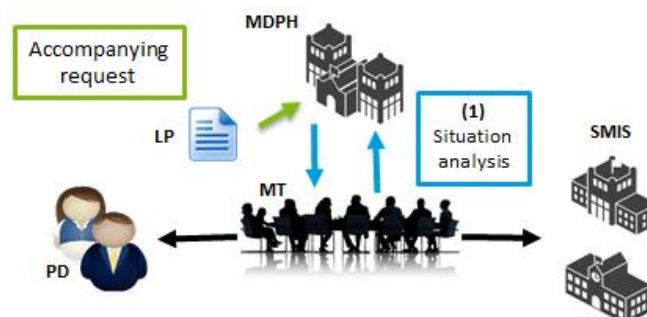 MDPH
Accompanying
request
LP
(1)
Situation
analysis
SMIS
MT
PD